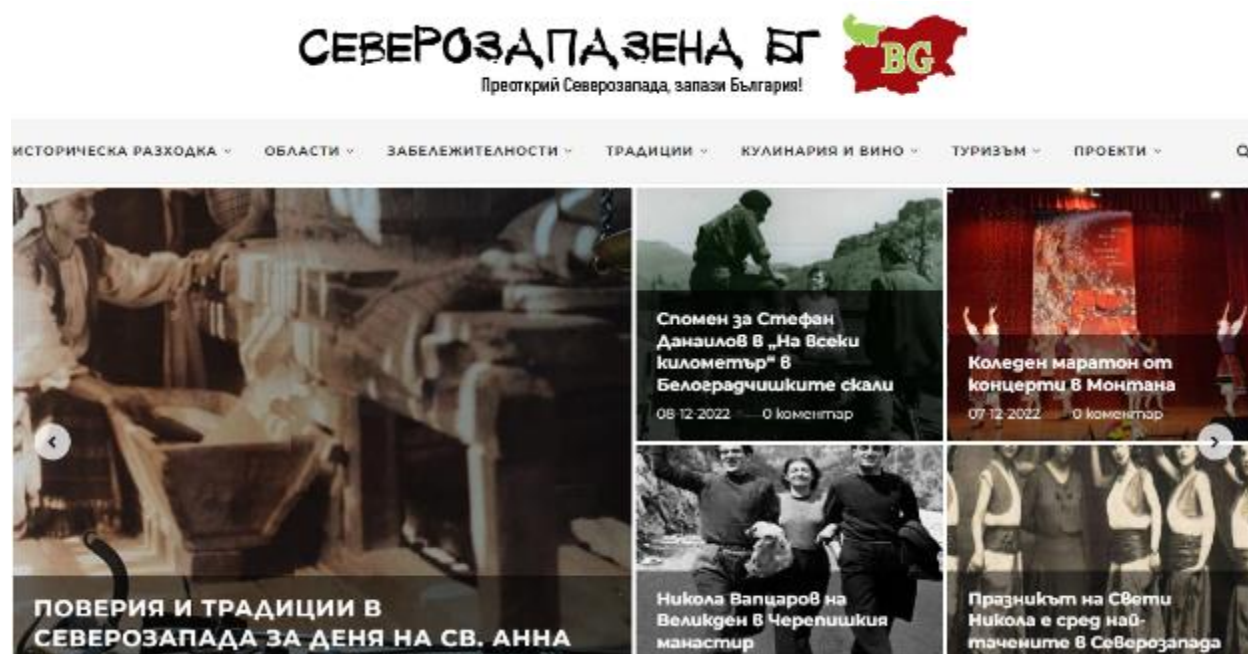 СЕВЕРОЗАПАЗЕНА БГ
BG
Преоткрий Северозапада, запази България!
ИСТОРИЧЕСКА РАЗХОДКА ОБЛАСТИ ЗАБЕЛЕЖИТЕЛНОСТИ ТРАДИЦИИ КУЛИНАРИЯ И ВИНО ТУРИЗЪМ ПРОЕКТИ
ПОВЕРИЯ И ТРАДИЦИИ В
СЕВЕРОЗАПАДА ЗА ДЕНЯ НА СВ. АННА
Спомен за Стефан
Данаилов в „На всеки
километър“ в
Белоградчишките скали
08-12-2022 — 0 коментар
Коледен маратон от
концерти в Монтана
07-12-2022 — 0 коментар
Никола Вапцаров на
Великден в Черепишкия
манастир
Празникът на Свети
Никола е сред най-
тачените в Северозапада